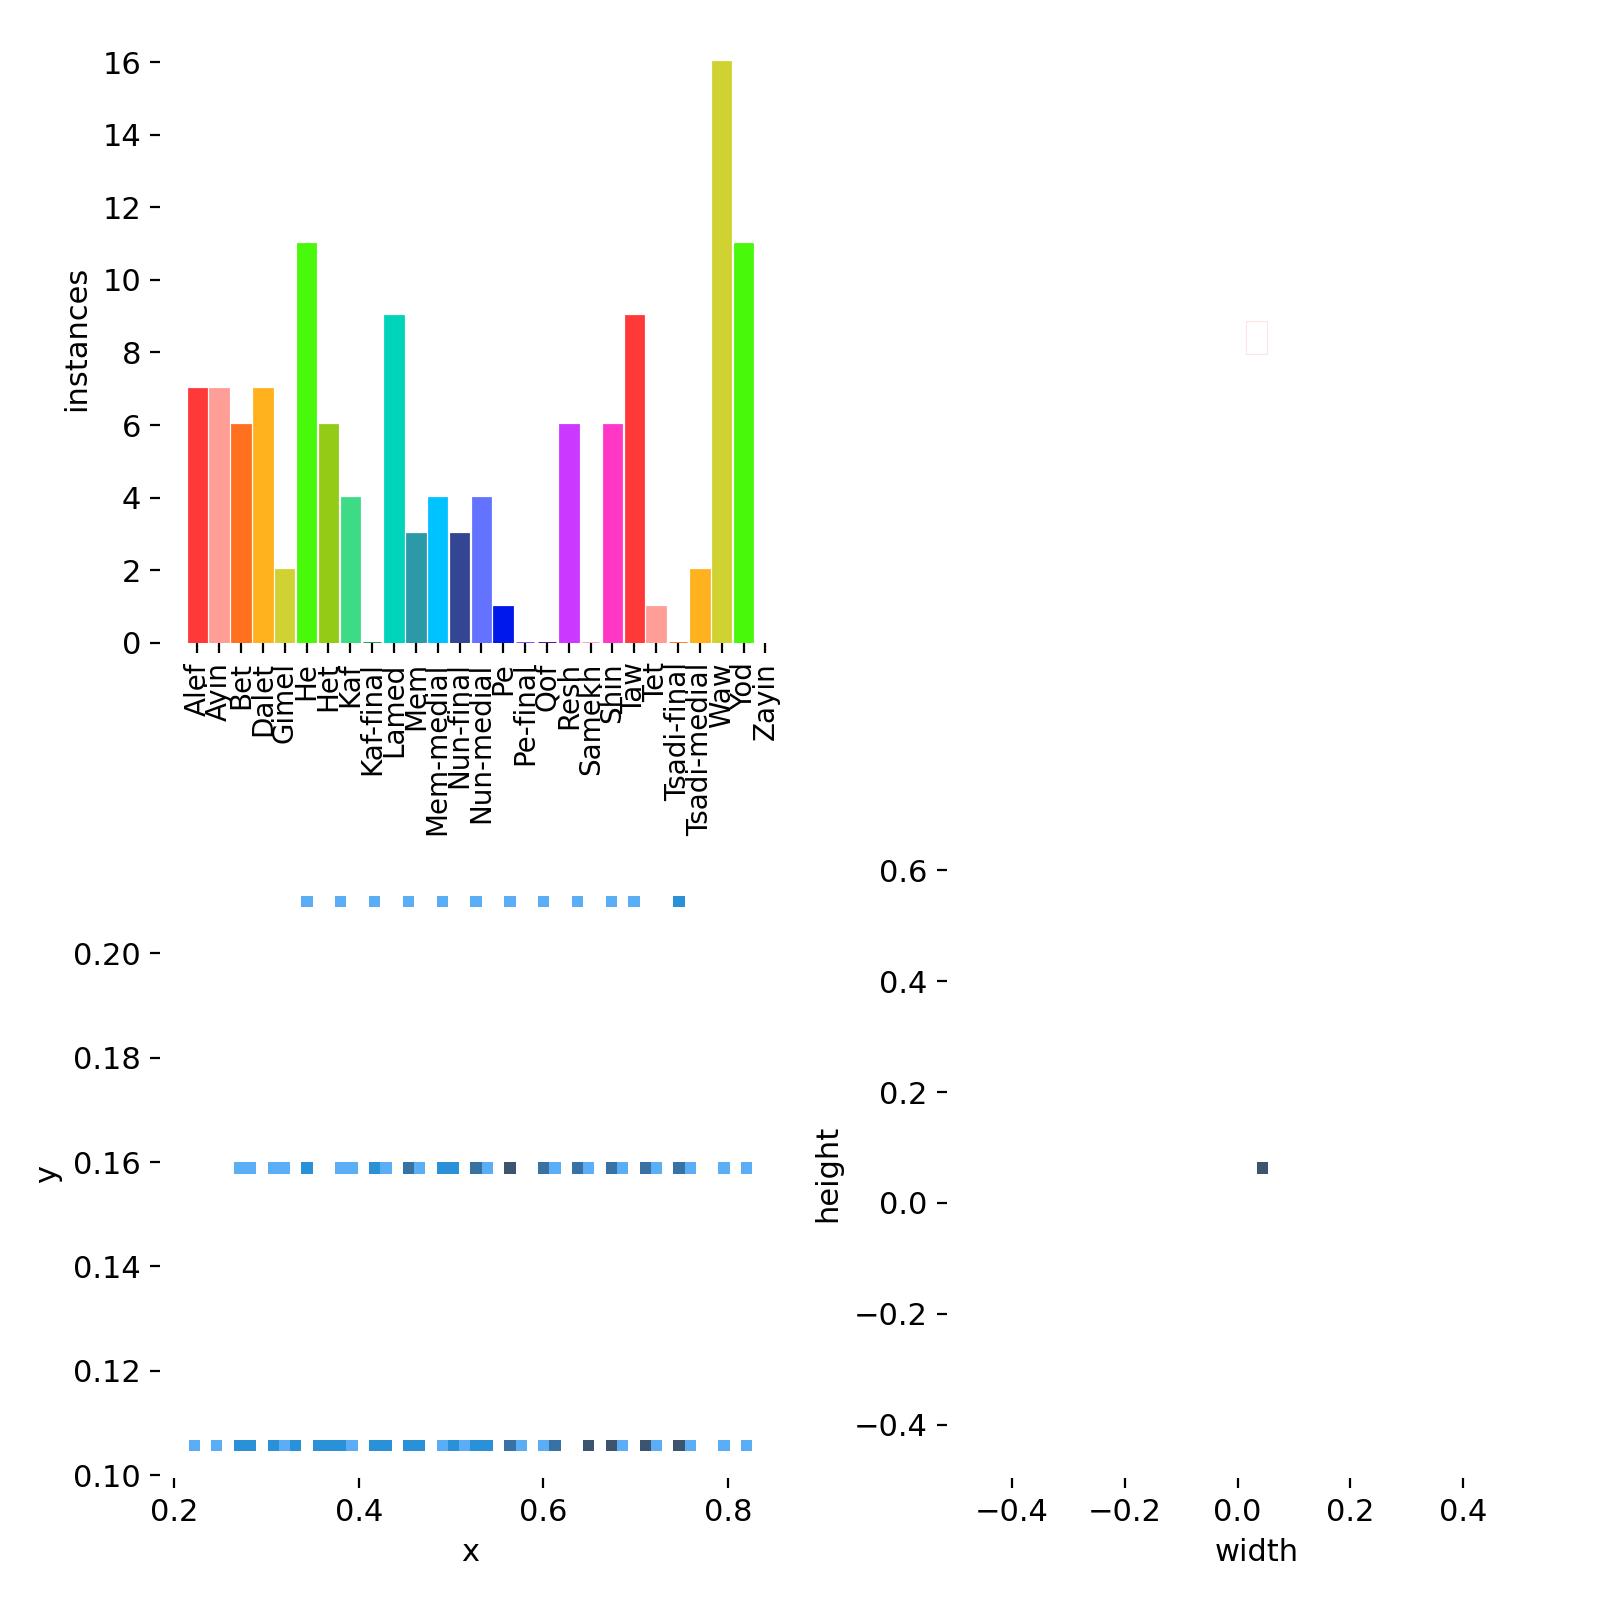 16
14
12
10
8
6
4
2
0
instances
Alef
Ayin
Bet
Dalet
Gimel
He
Het
Kaf
Kaf-final
Lamed
Mem
Mem-medial
Nun-final
Nun-medial
Pe
Pe-final
Qof
Resh
Samekh
Shin
Taw
Tet
Tsadi-final
Tsadi-medial
Waw
Yod
Zayin
0.20
0.18
0.16
0.14
0.12
0.10
y
0.2 0.4 0.6 0.8
x
0.6
0.4
0.2
0.0
−0.2
−0.4
height
−0.4 −0.2 0.0 0.2 0.4
width